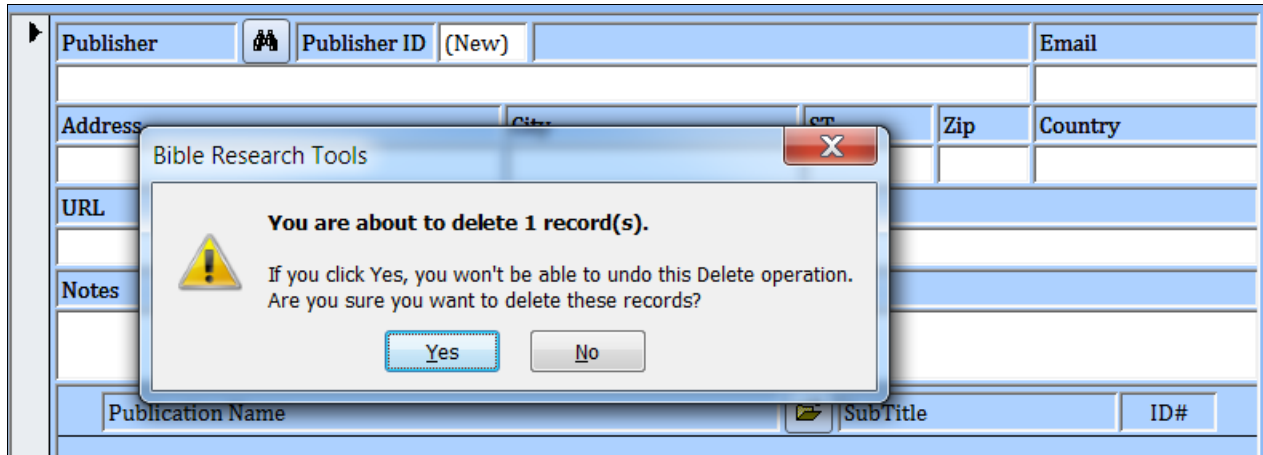 Publisher Publisher ID (New) Email
Address City ST Zip Country
Bible Research Tools
URL
You are about to delete 1 record(s).
If you click Yes, you won't be able to undo this Delete operation.
Notes
Are you sure you want to delete these records?
Yes No
Publication Name SubTitle ID#